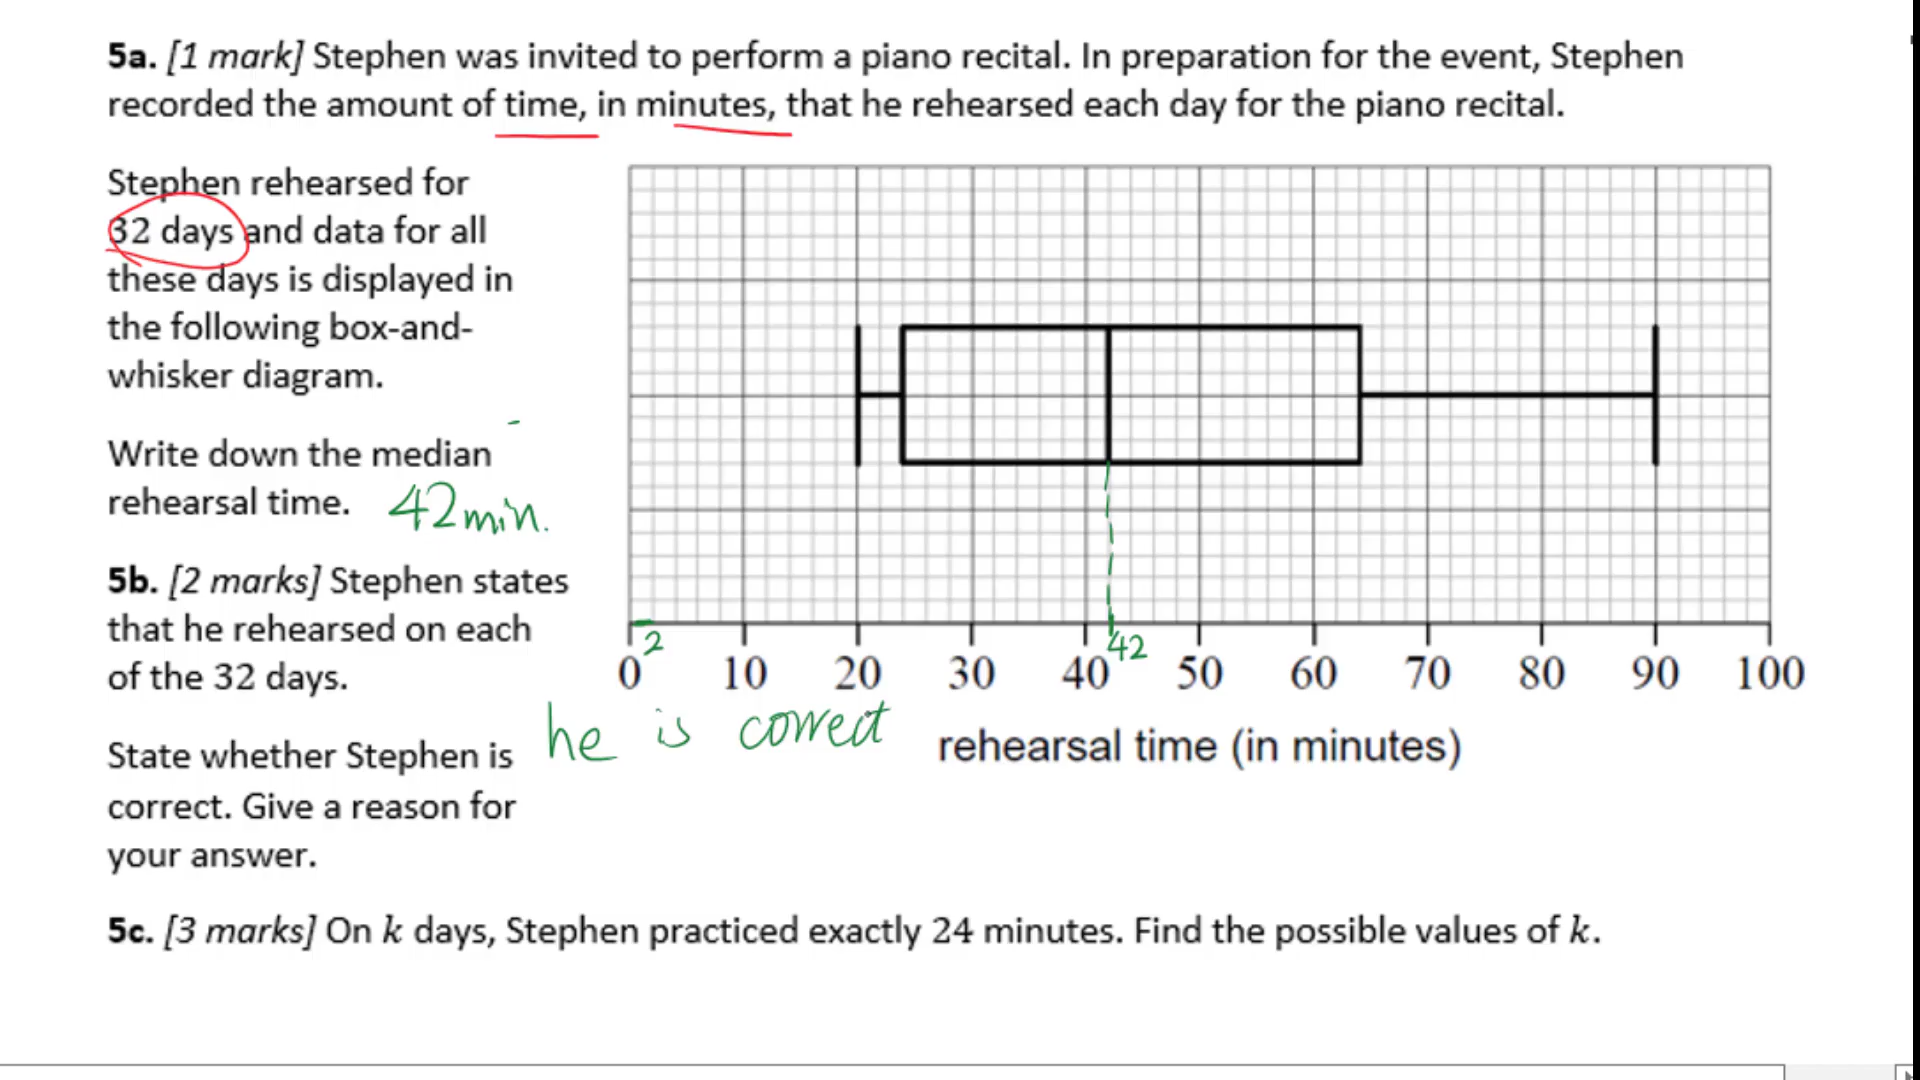 5a. [1 mark] Stephen was invited to perform a piano recital. In preparation for the event, Stephen
recorded the amount of time, in minutes, that he rehearsed each day for the piano recital.
Stephen rehearsed for
32 days and data for all
these days is displayed in
the following box-and-
whisker diagram.
Write down the median
rehearsal time. 42min.
5b. [2 marks] Stephen states
that he rehearsed on each
of the 32 days.
State whether Stephen is
correct. Give a reason for
your answer.
he is correct
2 42
0 10 20 30 40 50 60 70 80 90 100
rehearsal time (in minutes)
5c. [3 marks] On k days, Stephen practiced exactly 24 minutes. Find the possible values of k.